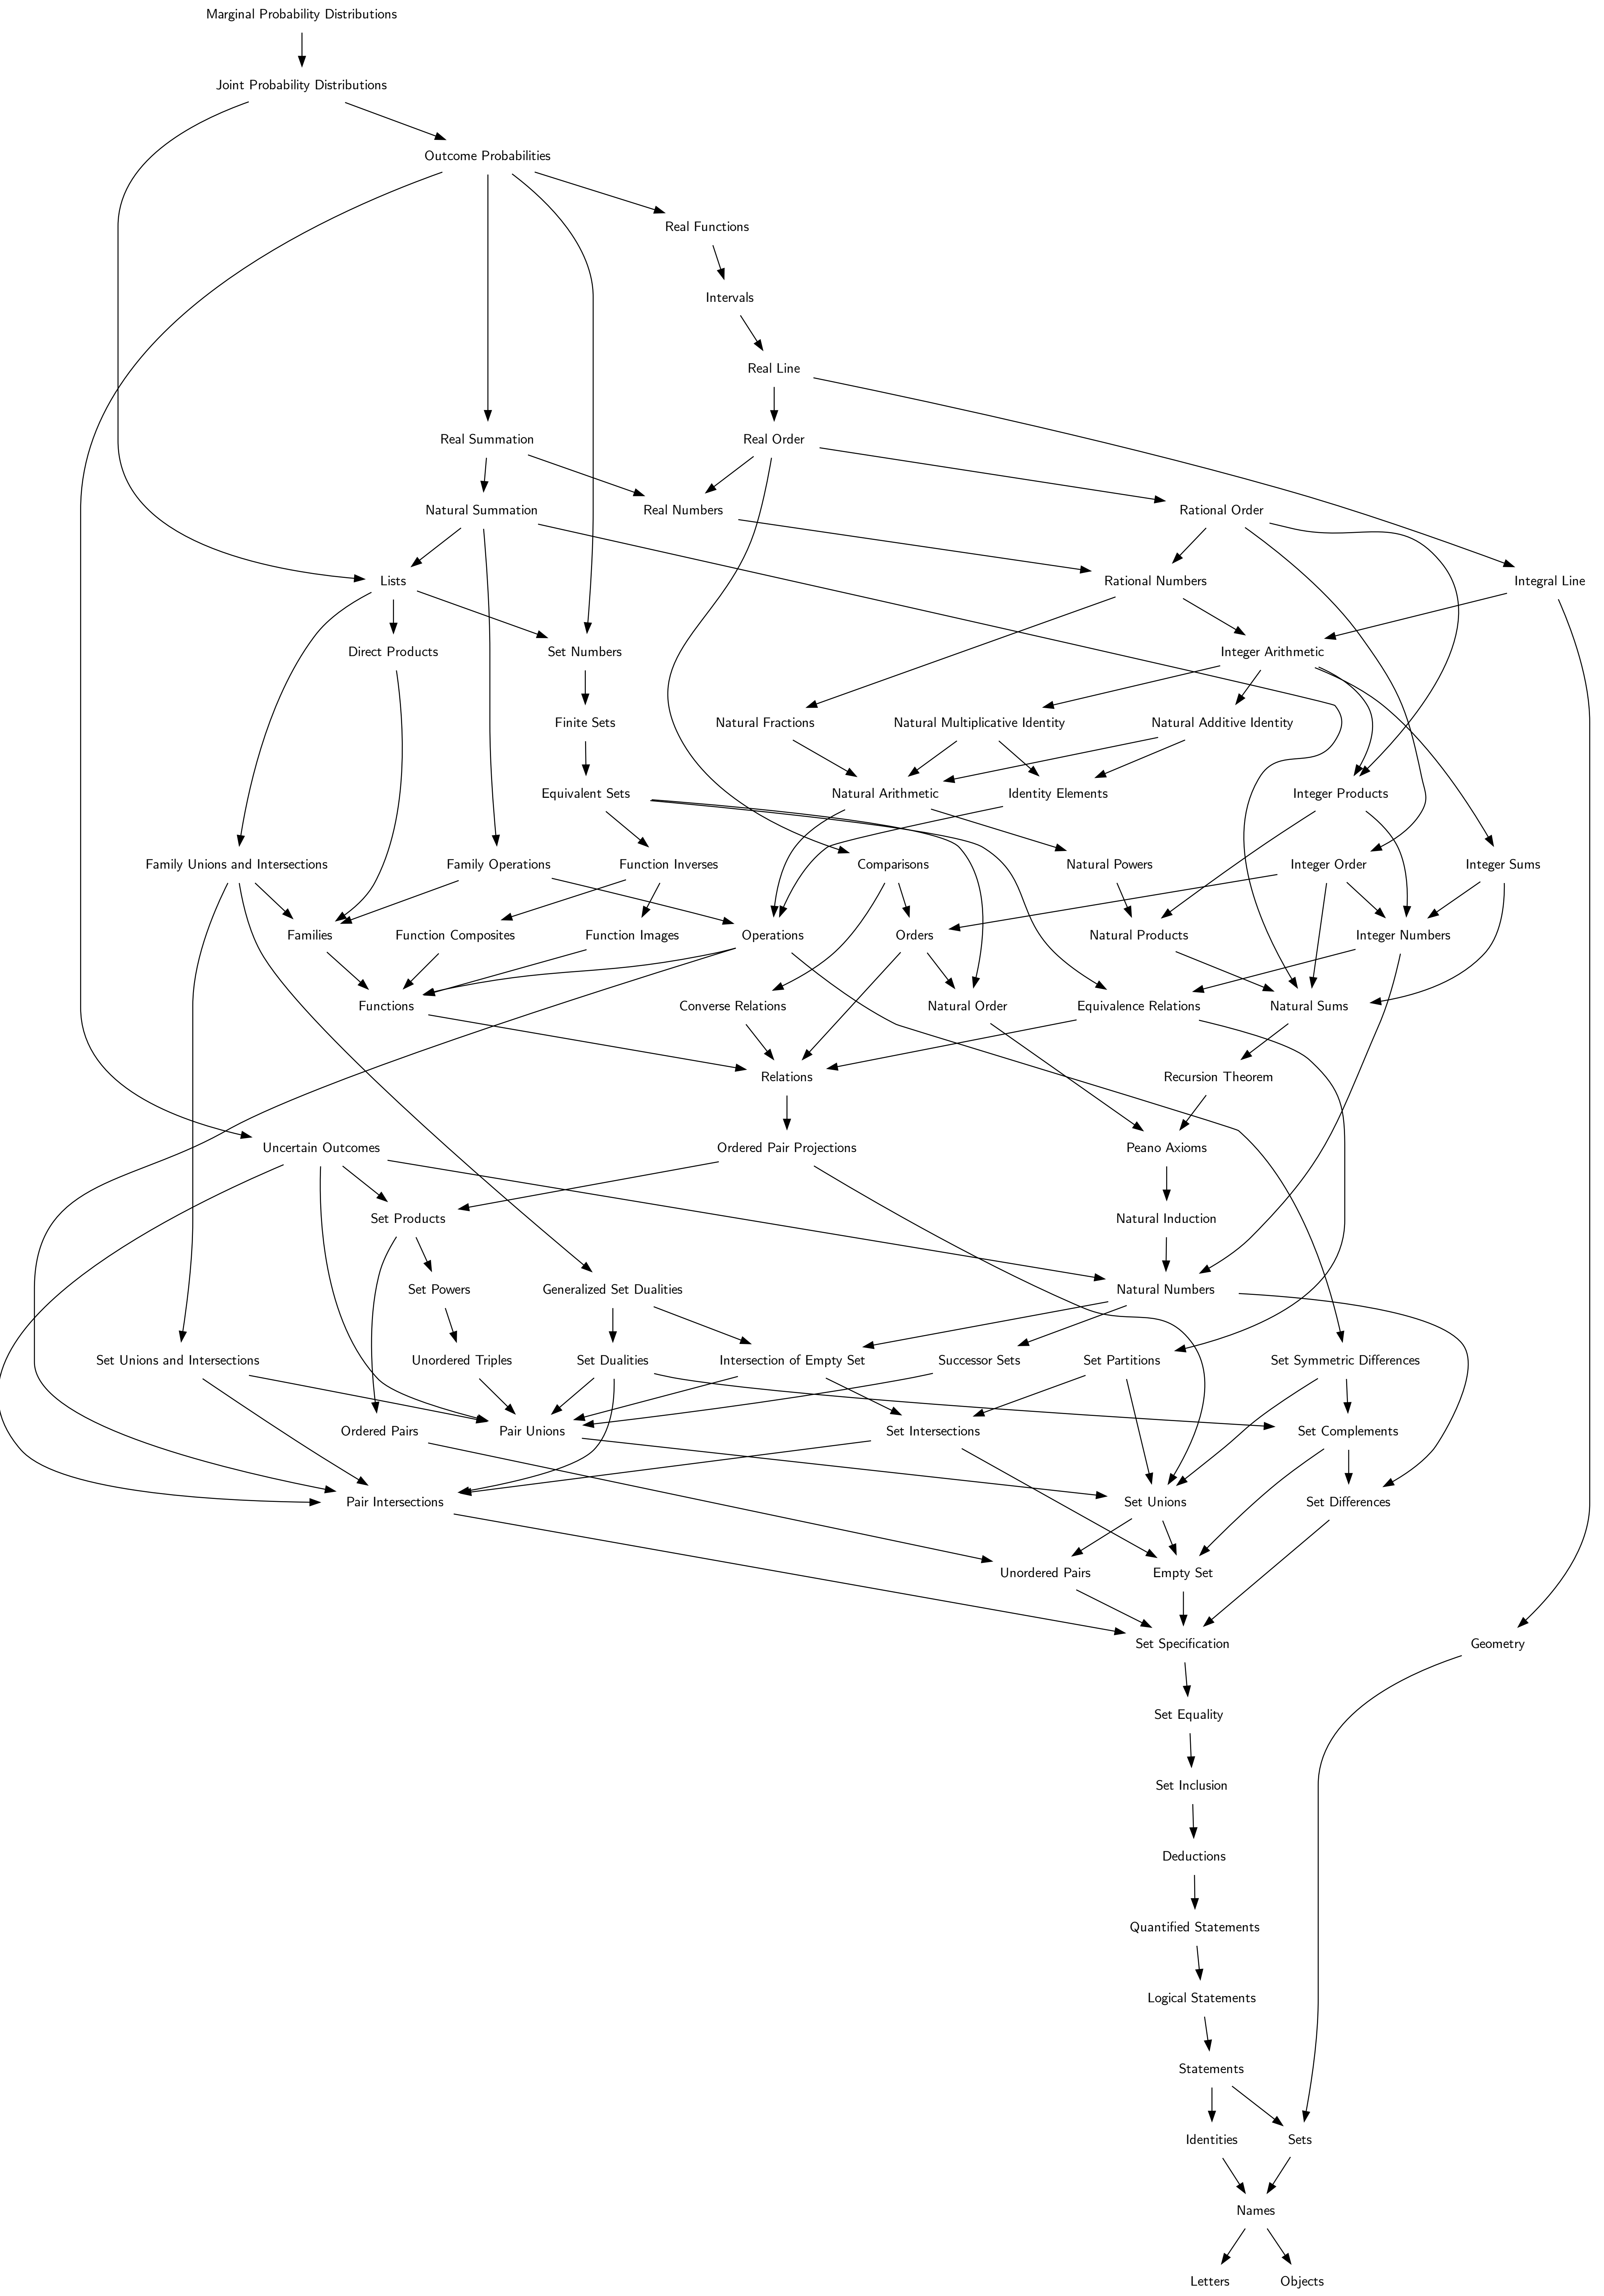 Marginal Probability Distributions
Joint Probability Distributions
Outcome Probabilities
Real Functions
Intervals
Real Line
Real Summation
Real Order
Natural Summation
Real Numbers
Rational Order
Lists
Rational Numbers
Integral Line
Direct Products
Set Numbers
Integer Arithmetic
Finite Sets
Natural Fractions
Natural Multiplicative Identity
Natural Additive Identity
Equivalent Sets
Natural Arithmetic
Identity Elements
Integer Products
Family Unions and Intersections
Family Operations
Function Inverses
Comparisons
Natural Powers
Integer Order
Integer Sums
Families
Function Composites
Function Images
Operations
Orders
Natural Products
Integer Numbers
Functions
Converse Relations
Natural Order
Equivalence Relations
Natural Sums
Relations
Recursion Theorem
Uncertain Outcomes
Ordered Pair Projections
Peano Axioms
Set Products
Natural Induction
Set Powers
Generalized Set Dualities
Natural Numbers
Set Unions and Intersections
Unordered Triples
Set Dualities
Intersection of Empty Set
Successor Sets
Set Partitions
Set Symmetric Differences
Ordered Pairs
Pair Unions
Set Intersections
Set Complements
Pair Intersections
Set Unions
Set Differences
Unordered Pairs
Empty Set
Set Specification
Geometry
Set Equality
Set Inclusion
Deductions
Quantified Statements
Logical Statements
Statements
Identities
Sets
Names
Letters
Objects